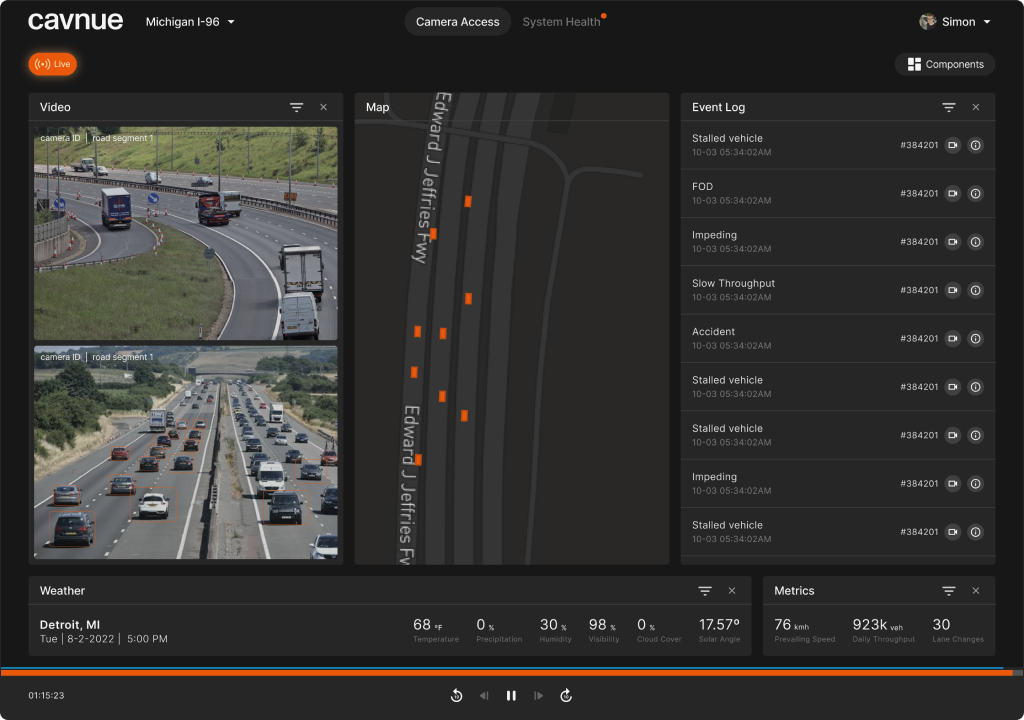 cavnue
Michigan I-96
Camera Access
System Health
Simon
Live
Components
Video
camera ID | road segment 1
camera ID | road segment 1
Map
Edward J Jeffries Fwy
Edward J Jeffries Fw
Event Log
Stalled vehicle
10-03 05:34:02AM
#384201
FOD
10-03 05:34:02AM
#384201
Impeding
10-03 05:34:02AM
#384201
Slow Throughput
10-03 05:34:02AM
#384201
Accident
10-03 05:34:02AM
#384201
Stalled vehicle
10-03 05:34:02AM
#384201
Stalled vehicle
10-03 05:34:02AM
#384201
Impeding
10-03 05:34:02AM
#384201
Stalled vehicle
10-03 05:34:02AM
#384201
Weather
Detroit, MI
Tue | 8-2-2022 | 5:00 PM
68 °F
Temperature
0 %
Precipitation
30 %
Humidity
98 %
Visibility
0 %
Cloud Cover
17.57º
Solar Angle
Metrics
76 kmh
Prevailing Speed
923k veh
Daily Throughput
30
Lane Changes
01:15:23